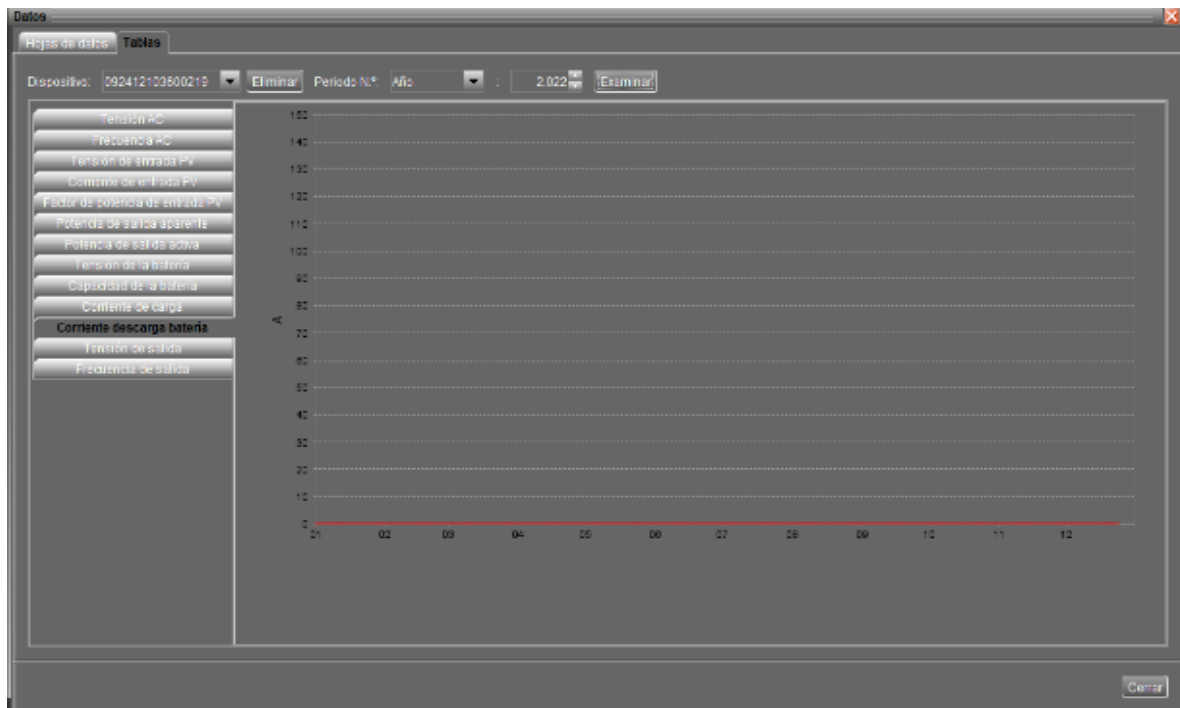 Datos
Hojas de datos Tablas
Dispositivo: 092412103600219 Eliminar Periodo N.º: Año : 2.022 Examinar
Tensión AC
Frecuencia AC
Tensión de entrada PV
Corriente de entrada PV
Factor de potencia de entrada PV
Potencia de salida aparente
Potencia de salida activa
Tensión de la batería
Capacidad de la batería
Corriente de carga
Corriente descarga batería
Tensión de salida
Frecuencia de salida
150
140
130
120
110
100
90
80
70
60
50
40
30
20
10
0
A
01 02 03 04 05 06 07 08 09 10 11 12
Cerrar